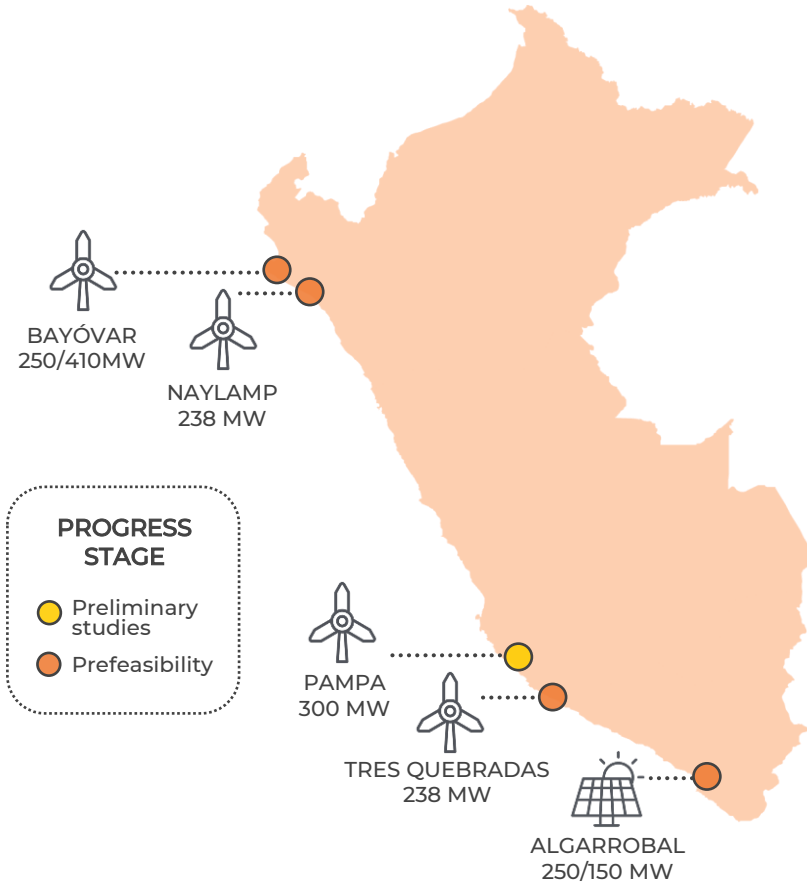 BAYÓVAR
250/410MW
NAYLAMP
238 MW
PROGRESS
STAGE
Preliminary
studies
Prefeasibility
PAMPA
300 MW
TRES QUEBRADAS
238 MW
ALGARROBAL
250/150 MW